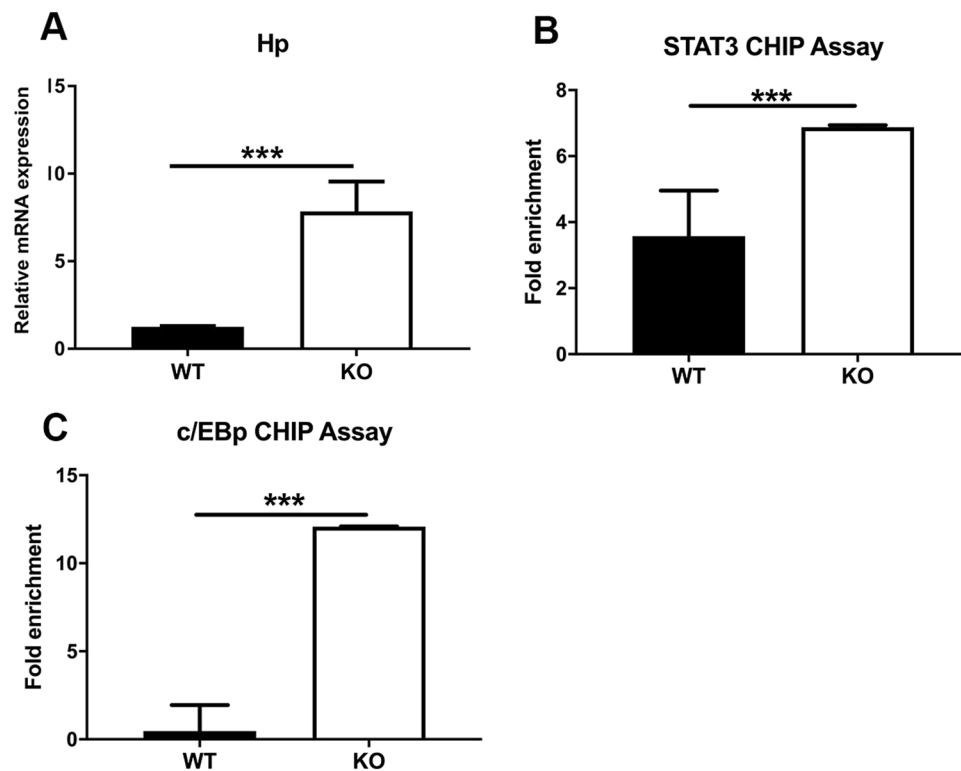 A
Hp
Relative mRNA expression
15
10
5
0
***
WT
KO
B
STAT3 CHIP Assay
Fold enrichment
8
6
4
2
0
***
WT
KO
C
c/EBp CHIP Assay
Fold enrichment
15
10
5
0
***
WT
KO